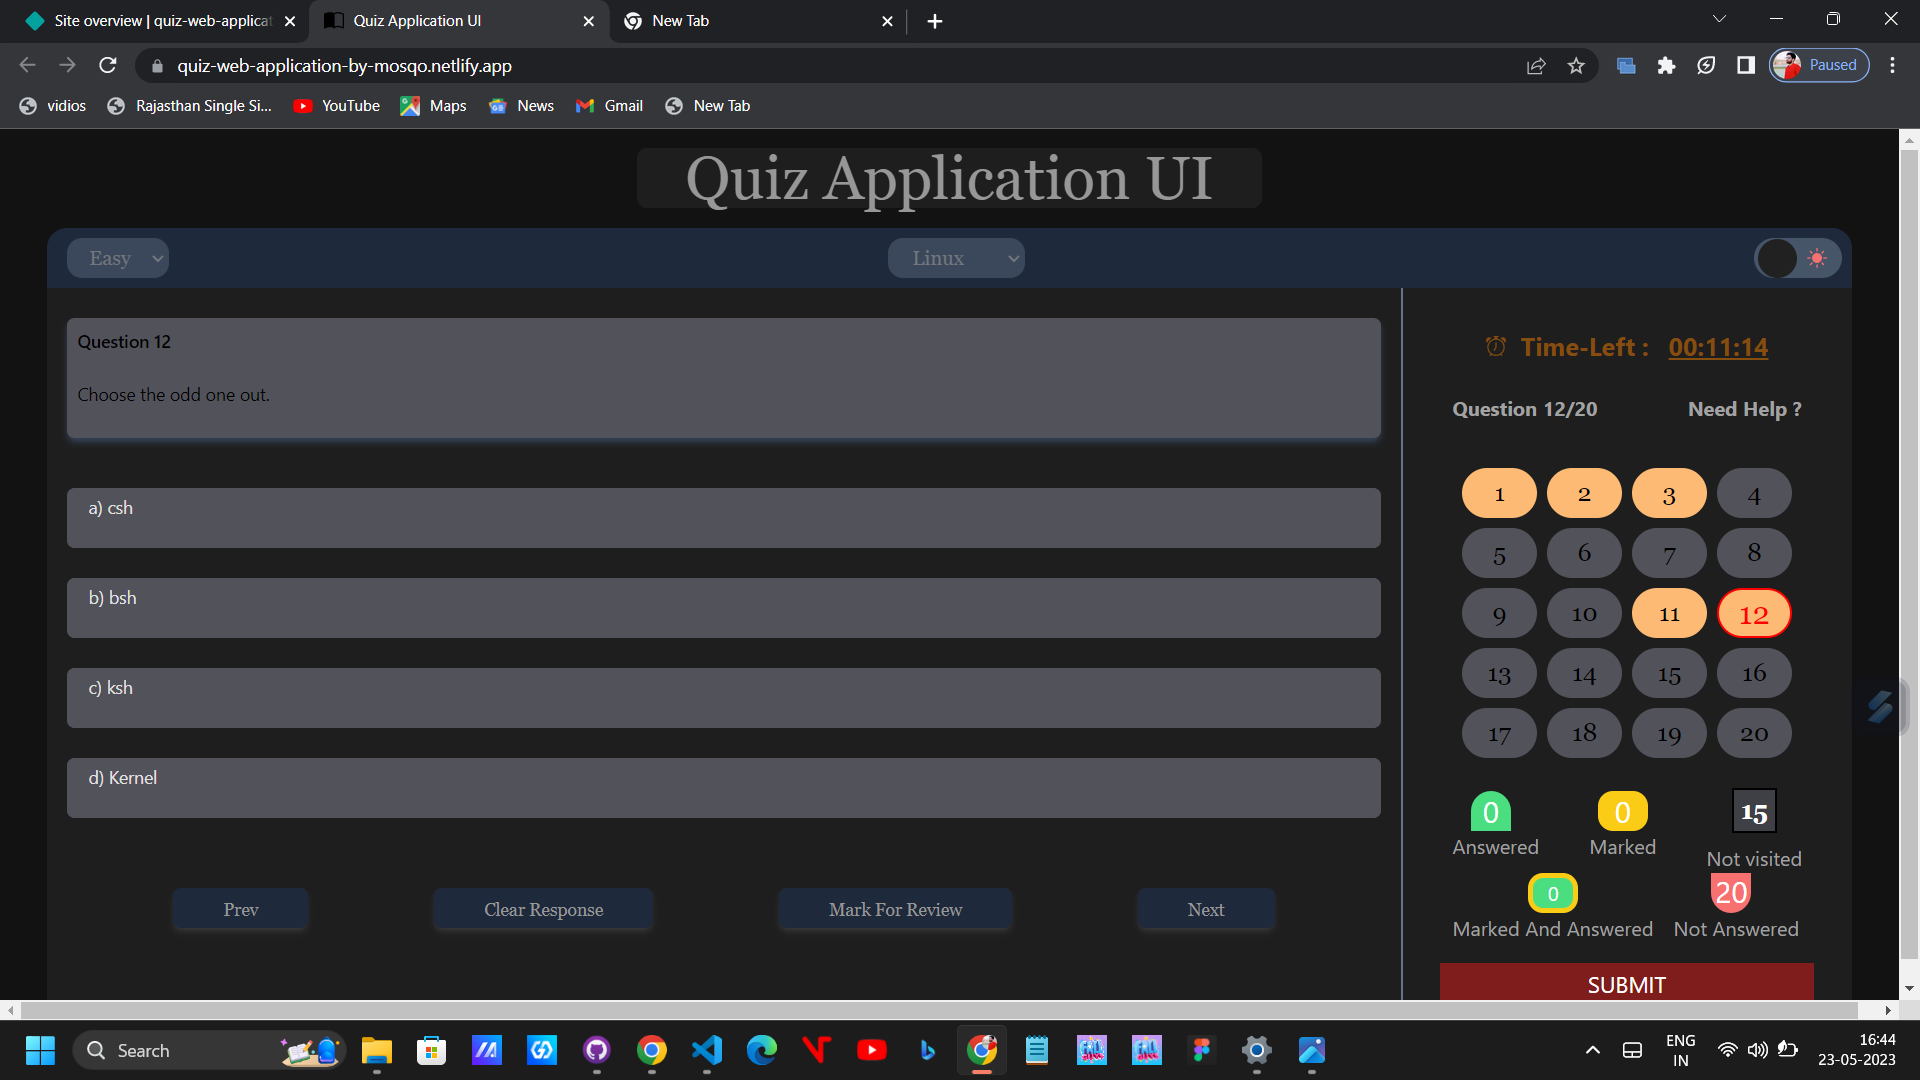 Site overview | quiz-web-applicat
Quiz Application UI
New Tab
quiz-web-application-by-mosqo.netlify.app
Paused
vidios
Rajasthan Single Si...
YouTube
Maps
News
Gmail
New Tab
Quiz Application UI
Easy
Linux
Question 12
Choose the odd one out.
a) csh
b) bsh
c) ksh
d) Kernel
Prev
Clear Response
Mark For Review
Next
Time-Left : 00:11:14
Question 12/20
Need Help ?
1 2 3 4
5 6 7 8
9 10 11 12
13 14 15 16
17 18 19 20
0
Answered
0
Marked
15
Not visited
0
Marked And Answered
20
Not Answered
SUBMIT
Search
ENG
IN
16:44
23-05-2023